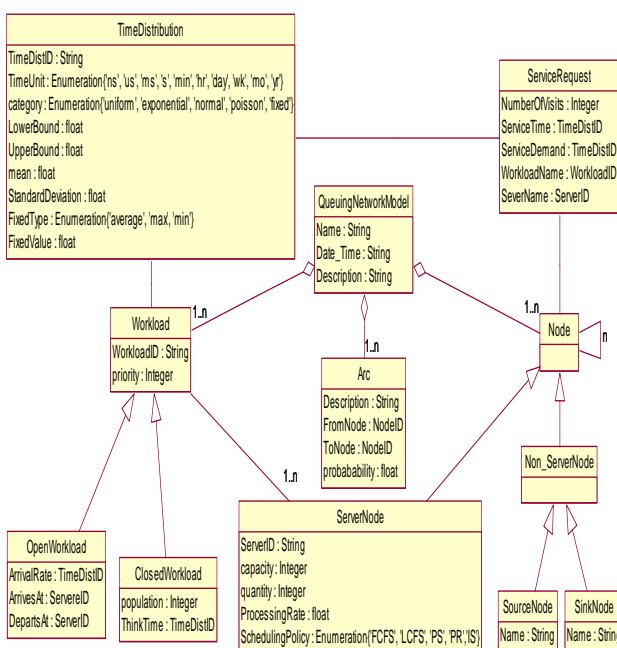 TimeDistribution
TimeDistID : String
TimeUnit : Enumeration{'ns', 'us', 'ms', 's', 'min', 'hr', 'day', 'wk', 'mo', 'yr'}
category : Enumeration{'uniform', 'exponential', 'normal', 'poisson', 'fixed'}
LowerBound : float
UpperBound : float
mean : float
StandardDeviation : float
FixedType : Enumeration{'average', 'max', 'min'}
FixedValue : float
ServiceRequest
NumberOfVisits : Integer
ServiceTime : TimeDistID
ServiceDemand : TimeDistID
WorkloadName : WorkloadID
SeverName : ServerID
QueuingNetworkModel
Name : String
Date_Time : String
Description : String
1..n
1..n
1..n
Workload
WorkloadID : String
priority : Integer
Node
n
Arc
Description : String
FromNode : NodeID
ToNode : NodeID
probabability : float
Non_ServerNode
1..n
ServerNode
ServerID : String
capacity : Integer
quantity : Integer
ProcessingRate : float
SchedulingPolicy : Enumeration{'FCFS', 'LCFS', 'PS', 'PR','IS'}
OpenWorkload
ArrivalRate : TimeDistID
ArrivesAt : ServereID
DepartsAt : ServerID
ClosedWorkload
population : Integer
ThinkTime : TimeDistID
SourceNode
Name : String
SinkNode
Name : String